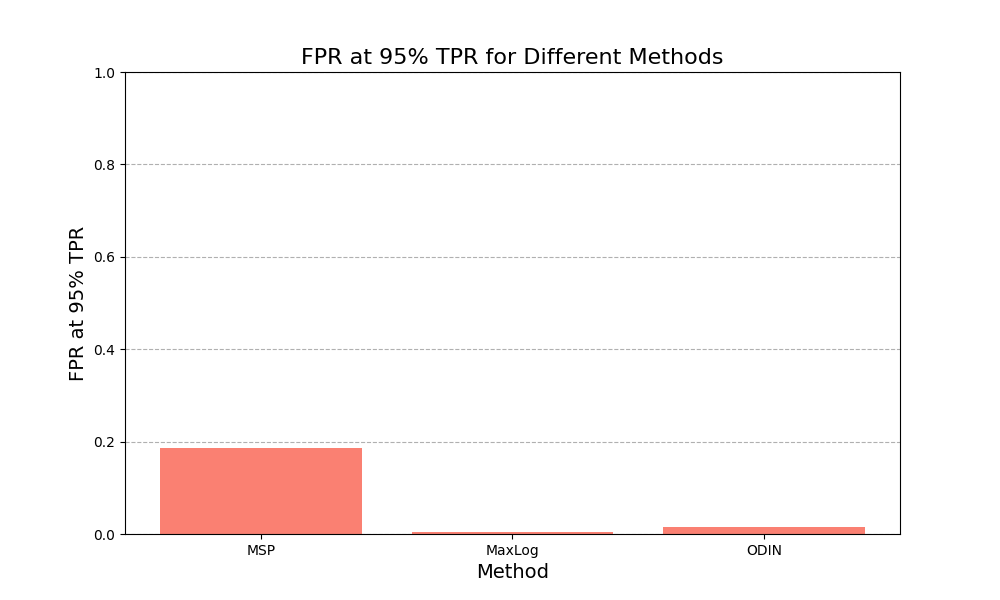 FPR at 95% TPR for Different Methods
1.0
0.8
0.6
0.4
0.2
0.0
FPR at 95% TPR
MSP
MaxLog
ODIN
Method